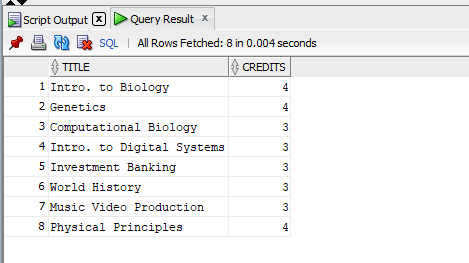 Script Output x Query Result x
SQL | All Rows Fetched: 8 in 0.004 seconds
TITLE CREDITS
1 Intro. to Biology 4
2 Genetics 4
3 Computational Biology 3
4 Intro. to Digital Systems 3
5 Investment Banking 3
6 World History 3
7 Music Video Production 3
8 Physical Principles 4